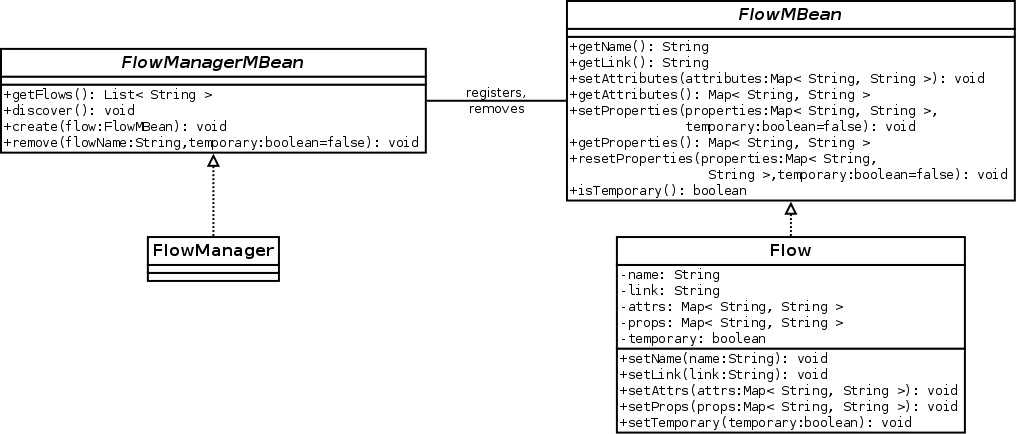 FlowManagerMBean
+getFlows(): List< String >
+discover(): void
+create(flow:FlowMBean): void
+remove(flowName:String,temporary:boolean=false): void
registers,
removes
FlowMBean
+getName(): String
+getLink(): String
+setAttributes(attributes:Map< String, String >): void
+getAttributes(): Map< String, String >
+setProperties(properties:Map< String, String >,
temporary:boolean=false): void
+getProperties(): Map< String, String >
+resetProperties(properties:Map< String,
String >,temporary:boolean=false): void
+isTemporary(): boolean
FlowManager
Flow
-name: String
-link: String
-attrs: Map< String, String >
-props: Map< String, String >
-temporary: boolean
+setName(name:String): void
+setLink(link:String): void
+setAttrs(attrs:Map< String, String >): void
+setProps(props:Map< String, String >): void
+setTemporary(temporary:boolean): void